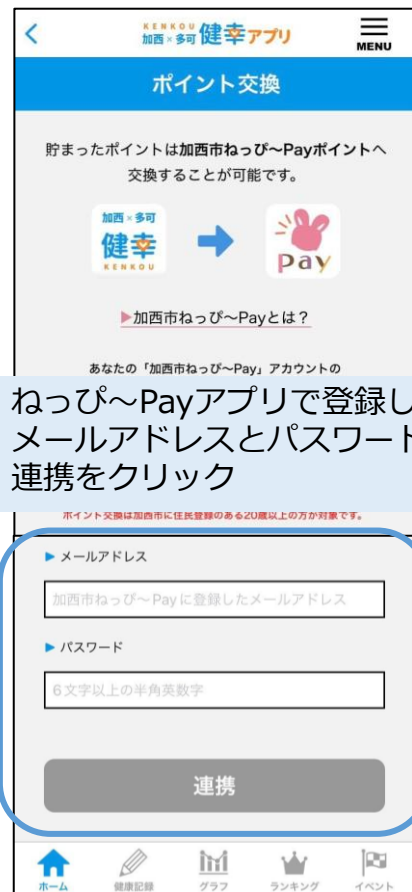 KENKOU
加西×多可 健幸アプリ
MENU
ポイント交換
貯まったポイントは加西市ねっぴ~Payポイントへ
交換することが可能です。
加西×多可
健幸
KENKOU
Pay
▶加西市ねっぴ~Payとは?
あなたの「加西市ねっぴ~Pay」アカウントの
ねっぴ~Payアプリで登録し
メールアドレスとパスワード
連携をクリック
ポイント交換は加西市に住民登録のある20歳以上の方が対象です。
▶ メールアドレス
加西市ねっぴ~Payに登録したメールアドレス
▶ パスワード
6文字以上の半角英数字
連携
ホーム 健康記録 グラフ ランキング イベント